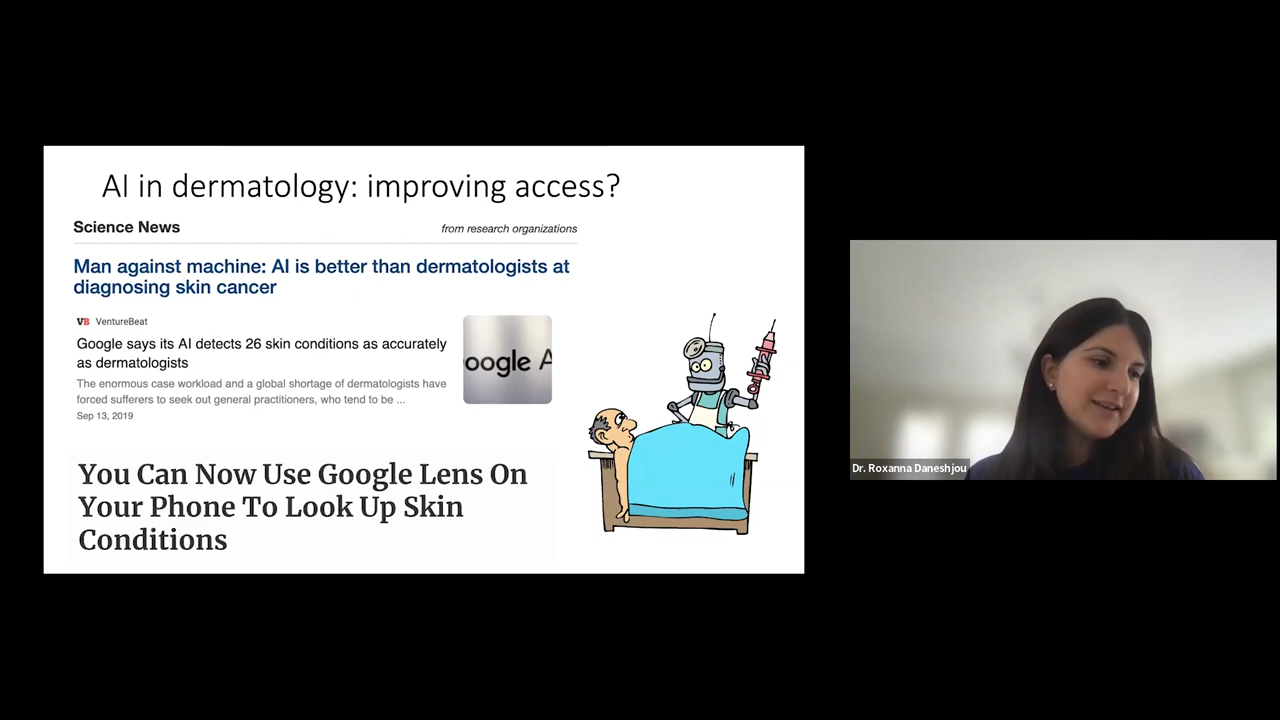 AI in dermatology: improving access?
Science News
from research organizations
Man against machine: AI is better than dermatologists at
diagnosing skin cancer
VB VentureBeat
Google says its AI detects 26 skin conditions as accurately
as dermatologists
The enormous case workload and a global shortage of dermatologists have
forced sufferers to seek out general practitioners, who tend to be ...
Sep 13, 2019
oogle A
You Can Now Use Google Lens On
Your Phone To Look Up Skin
Conditions
Dr. Roxanna Daneshjou